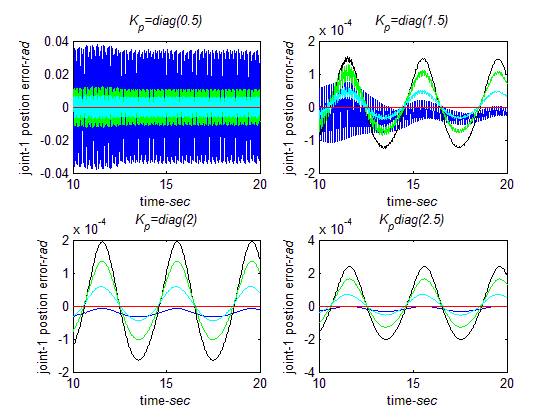 Kp=diag(0.5)
Kp=diag(1.5)
0.04
0.02
0
-0.02
-0.04
joint-1 postion error-rad
10 15 20
time-sec
x 10-4
2
1
0
-1
-2
joint-1 postion error-rad
10 15 20
time-sec
Kp=diag(2)
Kpdiag(2.5)
x 10-4
2
1
0
-1
-2
joint-1 postion error-rad
10 15 20
time-sec
x 10-4
4
2
0
-2
-4
joint-1 postion error-rad
10 15 20
time-sec